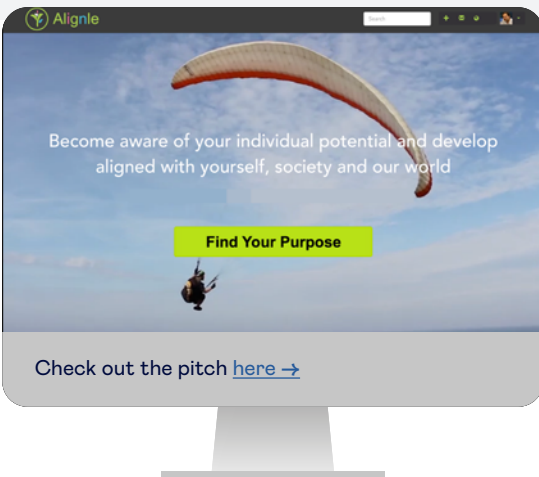 Alignle
Search
Become aware of your individual potential and develop
aligned with yourself, society and our world
Find Your Purpose
Check out the pitch here →